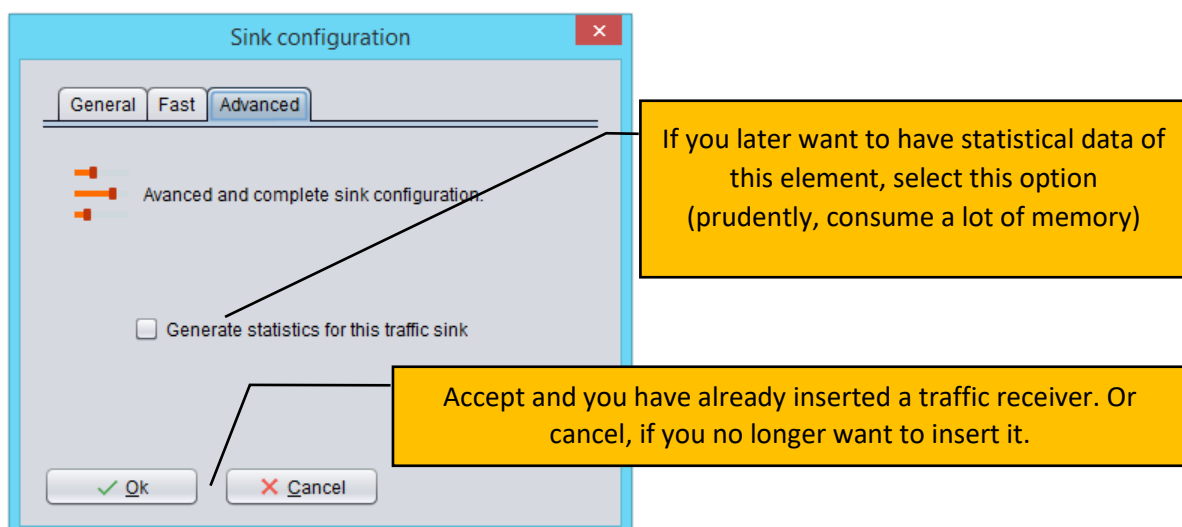 Sink configuration
General Fast Advanced
Avanced and complete sink configuration.
If you later want to have statistical data of
this element, select this option
(prudently, consume a lot of memory)
Generate statistics for this traffic sink
Accept and you have already inserted a traffic receiver. Or
cancel, if you no longer want to insert it.
Ok Cancel